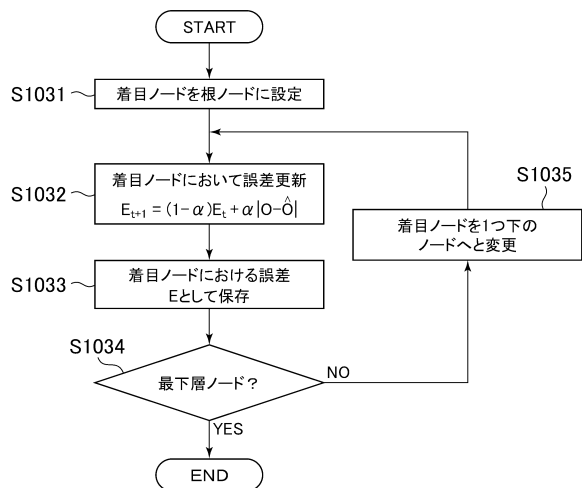 START
S1031
着目ノードを根ノードに設定
S1032
着目ノードにおいて誤差更新
Eₜ₊₁ = (1-α)Eₜ + α|O-Ô|
S1035
着目ノードを1つ下の
ノードへと変更
S1033
着目ノードにおける誤差
Eとして保存
S1034
最下層ノード?
NO
YES
END